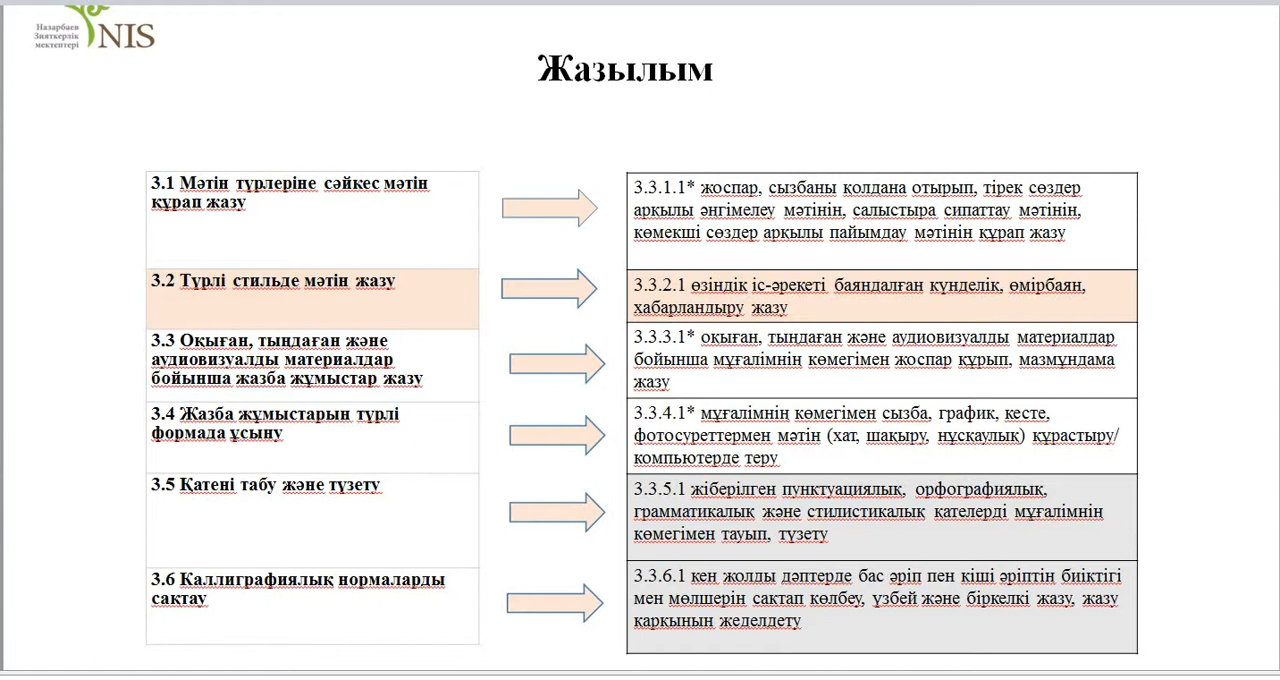 Назарбаев
Зияткерлік
мектептері
NIS
Жазылым
3.1 Мәтін түрлеріне сәйкес мәтін
құрап жазу
3.3.1.1* жоспар, сызбаны қолдана отырып, тірек сөздер
арқылы әңгімелеу мәтінін, салыстыра сипаттау мәтінін,
көмекші сөздер арқылы пайымдау мәтінін құрап жазу
3.2 Түрлі стильде мәтін жазу
3.3.2.1 өзіндік іс-әрекеті баяндалған күнделік, өмірбаян,
хабарландыру жазу
3.3 Оқыған, тыңдаған және
аудиовизуалды материалдар
бойынша жазба жұмыстар жазу
3.3.3.1* оқыған, тыңдаған және аудиовизуалды материалдар
бойынша мұғалімнің көмегімен жоспар құрып, мазмұндама
жазу
3.4 Жазба жұмыстарын түрлі
формада ұсыну
3.3.4.1* мұғалімнің көмегімен сызба, график, кесте,
фотосуреттермен мәтін (хат, шақыру, нұсқаулық) құрастыру/
компьютерде теру
3.5 Қатені табу және түзету
3.3.5.1 жіберілген пунктуациялық, орфографиялық,
грамматикалық және стилистикалық қателерді мұғалімнің
көмегімен тауып, түзету
3.6 Каллиграфиялық нормаларды
сақтау
3.3.6.1 кең жолды дәптерде бас әріп пен кіші әріптің биіктігі
мен мөлшерін сақтап көлбеу, үзбей және біркелкі жазу, жазу
қарқынын жеделдету